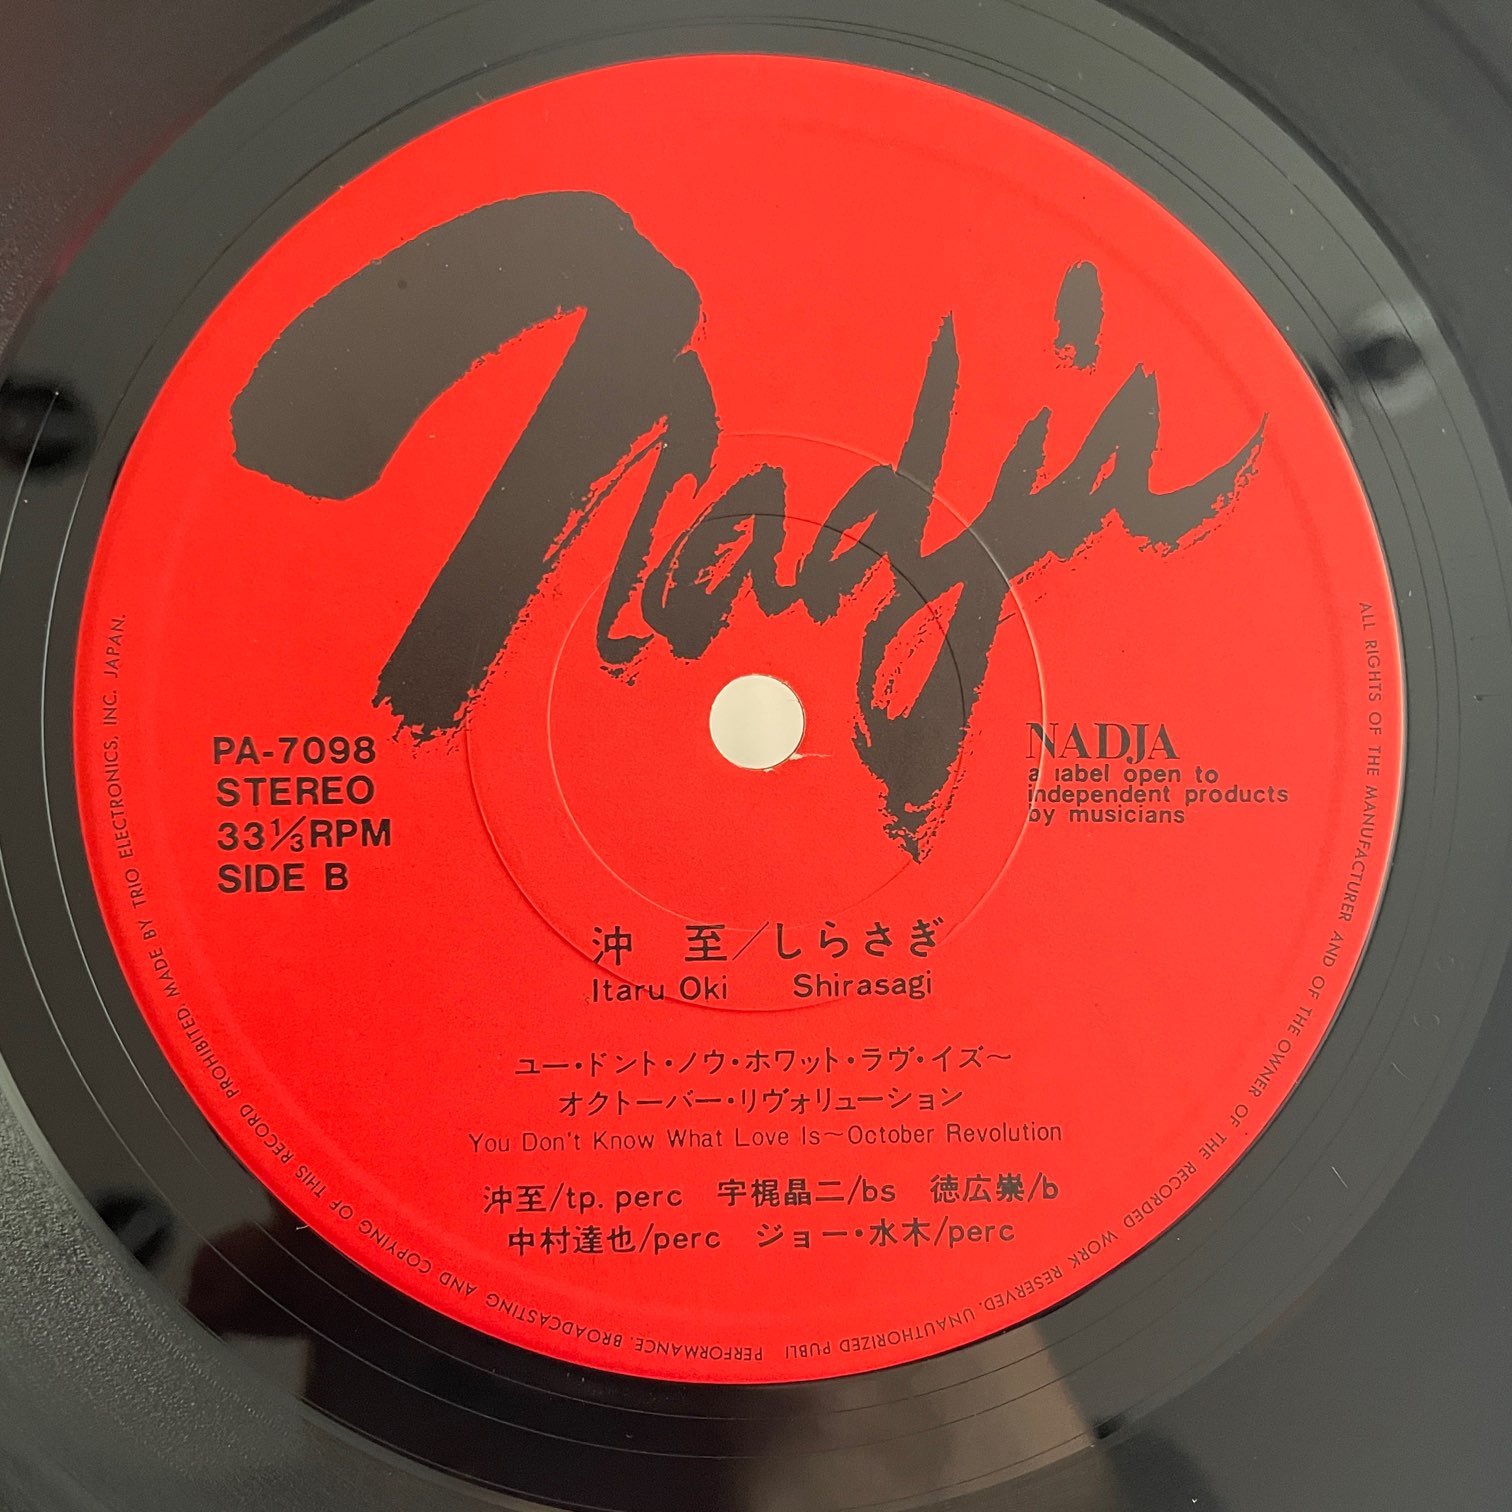 Nadja
PA-7098
STEREO
33 1/3 RPM
SIDE B
NADJA
a label open to
independent products
by musicians
沖 至/しらさぎ
Itaru Oki Shirasagi
ユー・ドント・ノウ・ホワット・ラヴ・イズ〜
オクトーバー・リヴォリューション
You Don't Know What Love Is〜October Revolution
沖至/tp. perc 宇梶晶二/bs 徳広崇/b
中村達也/perc ジョー・水木/perc
ALL RIGHTS OF THE MANUFACTURER AND OF THE OWNER OF THE RECORDED WORK RESERVED. UNAUTHORIZED PUBLI PERFORMANCE. BROADCASTING AND COPYING OF THIS RECORD PROHIBITED. MADE BY TRIO ELECTRONICS, INC. JAPAN.